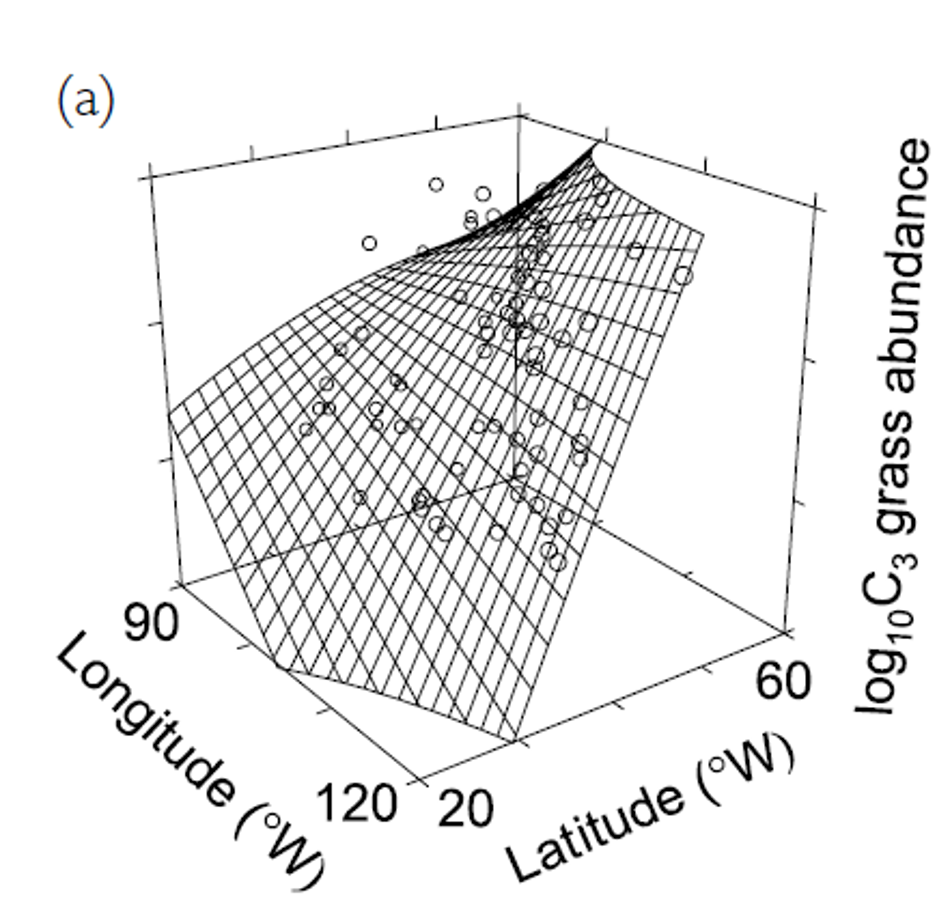 (a)
log₁₀C₃ grass abundance
90
Longitude (°W)
120
20
Latitude (°W)
60